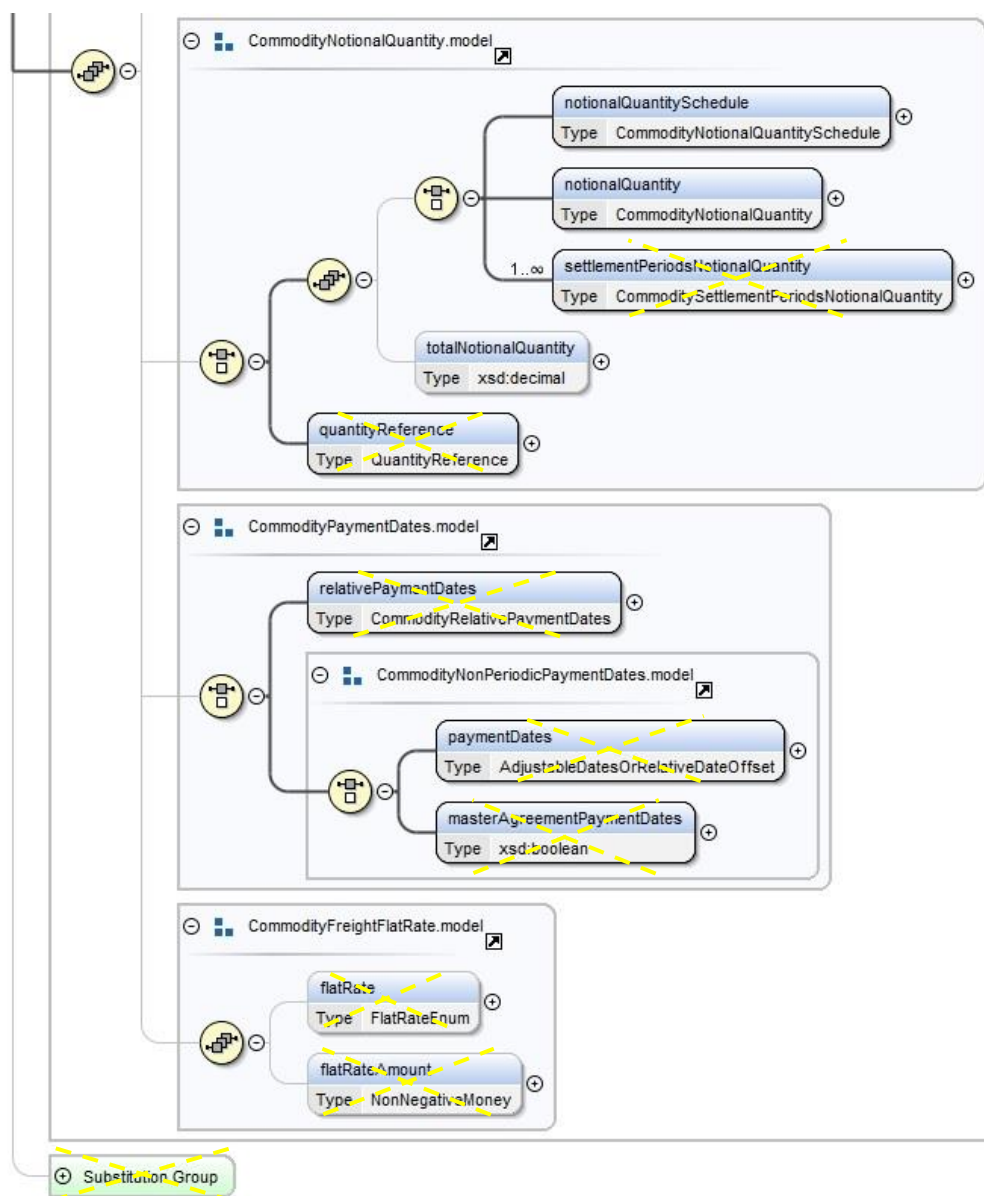 CommodityNotionalQuantity.model
notionalQuantitySchedule
Type CommodityNotionalQuantitySchedule
notionalQuantity
Type CommodityNotionalQuantity
1..∞
settlementPeriodsNotionalQuantity
Type CommoditySettlementPeriodsNotionalQuantity
totalNotionalQuantity
Type xsd:decimal
quantityReference
Type QuantityReference
CommodityPaymentDates.model
relativePaymentDates
Type CommodityRelativePaymentDates
CommodityNonPeriodicPaymentDates.model
paymentDates
Type AdjustableDatesOrRelativeDateOffset
masterAgreementPaymentDates
Type xsd:boolean
CommodityFreightFlatRate.model
flatRate
Type FlatRateEnum
flatRateAmount
Type NonNegativeMoney
Substitution Group